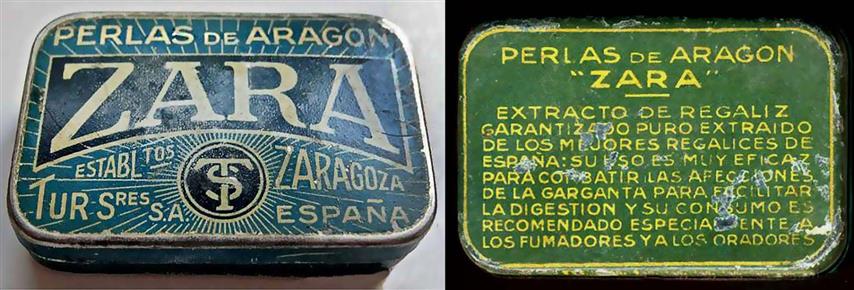 PERLAS DE ARAGON
ZARA
ESTABL.TOS
TUR-SRES S.A.
TS
ZARAGOZA
ESPAÑA
PERLAS DE ARAGON
"ZARA"
EXTRACTO DE REGALIZ
GARANTIZADO PURO EXTRAIDO
DE LOS MEJORES REGALICES DE
ESPAÑA: SU USO ES MUY EFICAZ
PARA COMBATIR LAS AFECCIONES
DE LA GARGANTA PARA FACILITAR
LA DIGESTION Y SU CONSUMO ES
RECOMENDADO ESPECIALMENTE A
LOS FUMADORES Y A LOS ORADORES